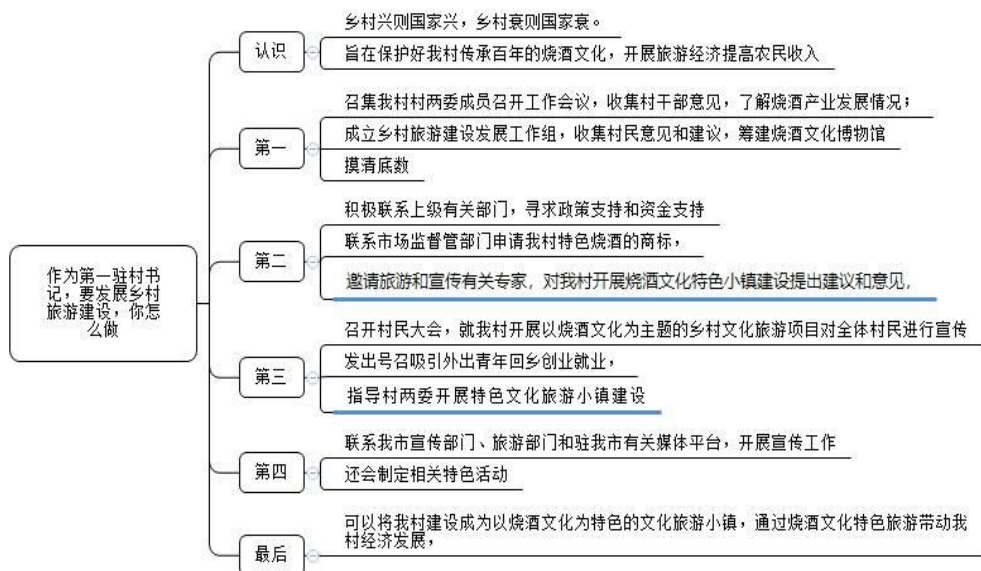 作为第一驻村书
记，要发展乡村
旅游建设，你怎
么做
认识
乡村兴则国家兴，乡村衰则国家衰。
旨在保护好我村传承百年的烧酒文化，开展旅游经济提高农民收入
第一
召集我村村两委成员召开工作会议，收集村干部意见，了解烧酒产业发展情况；
成立乡村旅游建设发展工作组，收集村民意见和建议，筹建烧酒文化博物馆
摸清底数
第二
积极联系上级有关部门，寻求政策支持和资金支持
联系市场监督管部门申请我村特色烧酒的商标，
邀请旅游和宣传有关专家，对我村开展烧酒文化特色小镇建设提出建议和意见，
第三
召开村民大会，就我村开展以烧酒文化为主题的乡村文化旅游项目对全体村民进行宣传
发出号召吸引外出青年回乡创业就业，
指导村两委开展特色文化旅游小镇建设
第四
联系我市宣传部门、旅游部门和驻我市有关媒体平台，开展宣传工作
还会制定相关特色活动
最后
可以将我村建设成为以烧酒文化为特色的文化旅游小镇，通过烧酒文化特色旅游带动我
村经济发展，